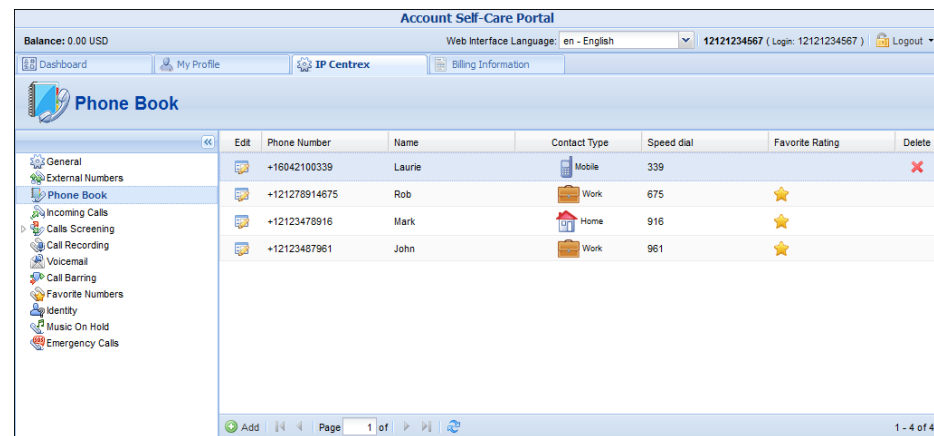 Account Self-Care Portal
Balance: 0.00 USD Web Interface Language: en - English 12121234567 ( Login: 12121234567 ) Logout
Dashboard My Profile IP Centrex Billing Information
Phone Book
Edit Phone Number Name Contact Type Speed dial Favorite Rating Delete
General
External Numbers
Phone Book
Incoming Calls
Calls Screening
Call Recording
Voicemail
Call Barring
Favorite Numbers
Identity
Music On Hold
Emergency Calls
+16042100339 Laurie Mobile 339
+121278914675 Rob Work 675
+12123478916 Mark Home 916
+12123487961 John Work 961
Add Page 1 of 1 - 4 of 4